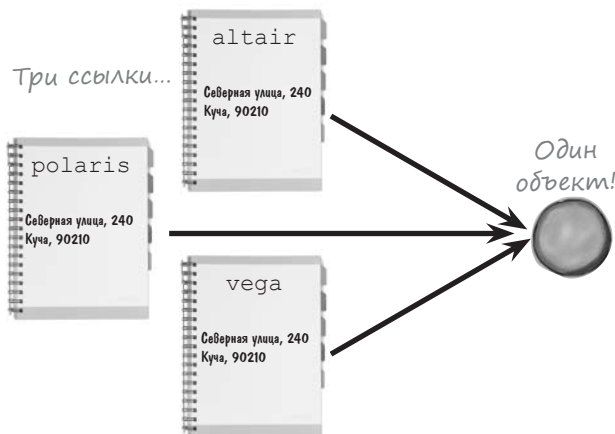 altair
Три ссылки...
Северная улица, 240
Куча, 90210
polaris
Северная улица, 240
Куча, 90210
Один
объект!
vega
Северная улица, 240
Куча, 90210